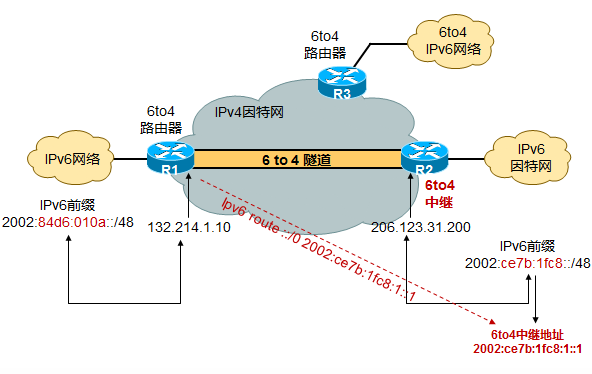 6to4
IPv6网络
6to4
路由器
R3
6to4
路由器
IPv4因特网
IPv6网络
R1
6 to 4 隧道
R2
IPv6
因特网
6to4
中继
IPv6前缀
2002:84d6:010a::/48
132.214.1.10
Ipv6 route ::/0 2002:ce7b:1fc8:1::1
206.123.31.200
IPv6前缀
2002:ce7b:1fc8::/48
6to4中继地址
2002:ce7b:1fc8:1::1